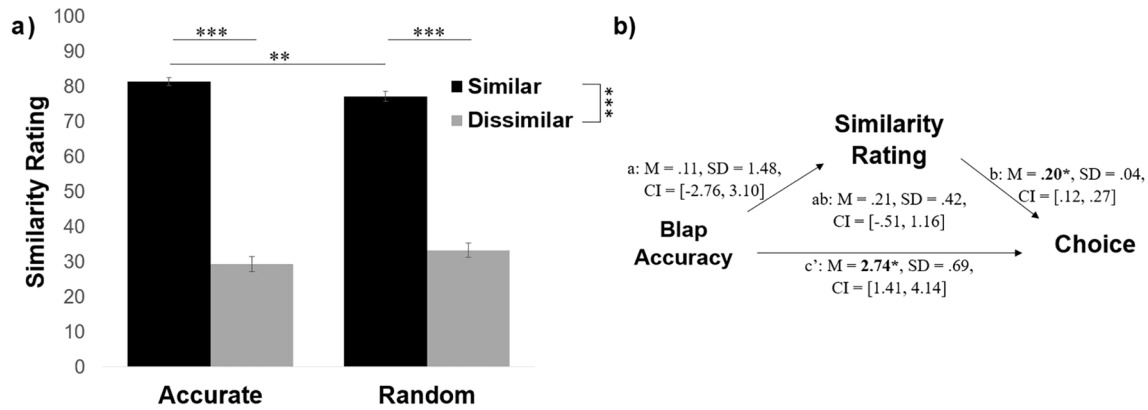 a)
Similarity Rating
100
90
80
70
60
50
40
30
20
10
0
***
**
***
Similar
Dissimilar
***
Accurate
Random
b)
Similarity
Rating
a: M = .11, SD = 1.48,
CI = [-2.76, 3.10]
b: M = .20*, SD = .04,
CI = [.12, .27]
ab: M = .21, SD = .42,
CI = [-.51, 1.16]
Blap
Accuracy
Choice
c’: M = 2.74*, SD = .69,
CI = [1.41, 4.14]